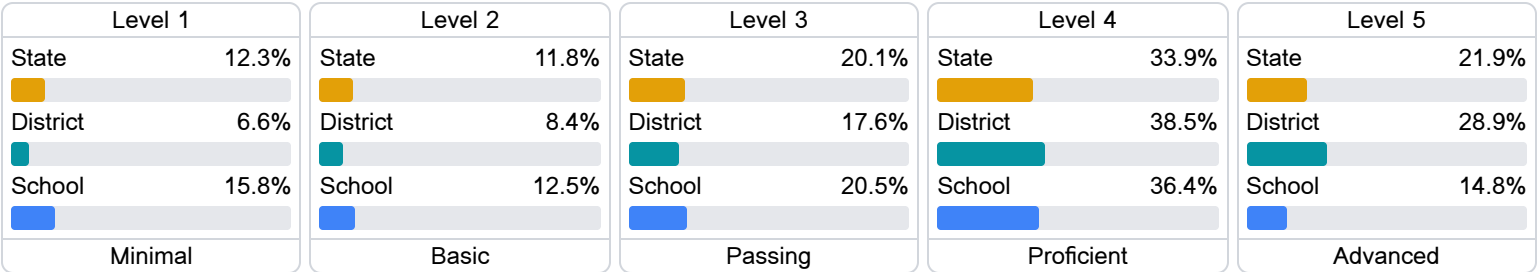 Level 1
State 12.3%
District 6.6%
School 15.8%
Minimal
Level 2
State 11.8%
District 8.4%
School 12.5%
Basic
Level 3
State 20.1%
District 17.6%
School 20.5%
Passing
Level 4
State 33.9%
District 38.5%
School 36.4%
Proficient
Level 5
State 21.9%
District 28.9%
School 14.8%
Advanced